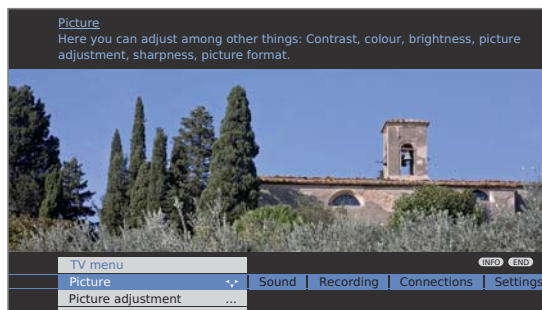 Picture
Here you can adjust among other things: Contrast, colour, brightness, picture
adjustment, sharpness, picture format.
TV menu
INFO END
Picture Sound Recording Connections Settings
Picture adjustment ...